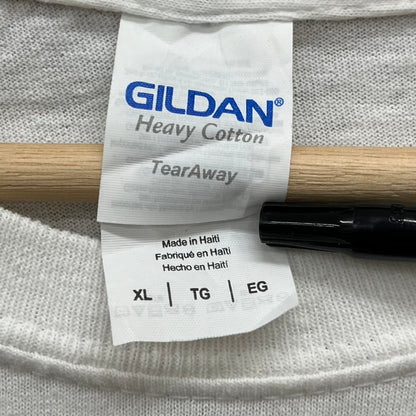 GILDAN®
Heavy Cotton
TearAway
Made in Haiti
Fabriqué en Haïti
Hecho en Haití
XL | TG | EG